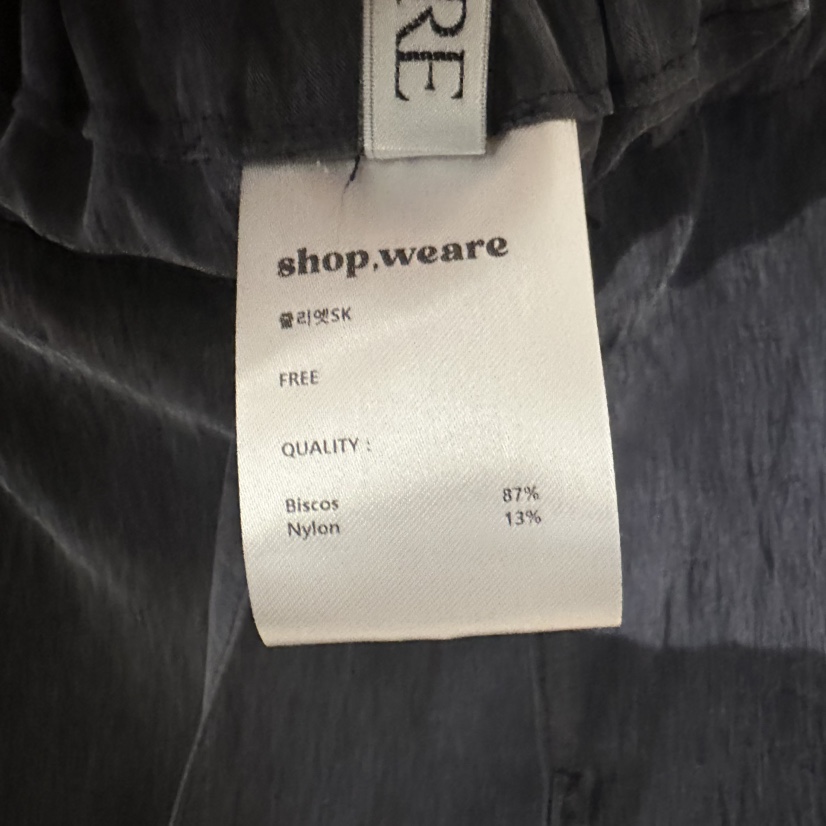 RE
shop.weare
줄리엣SK
FREE
QUALITY :
Biscos 87%
Nylon 13%